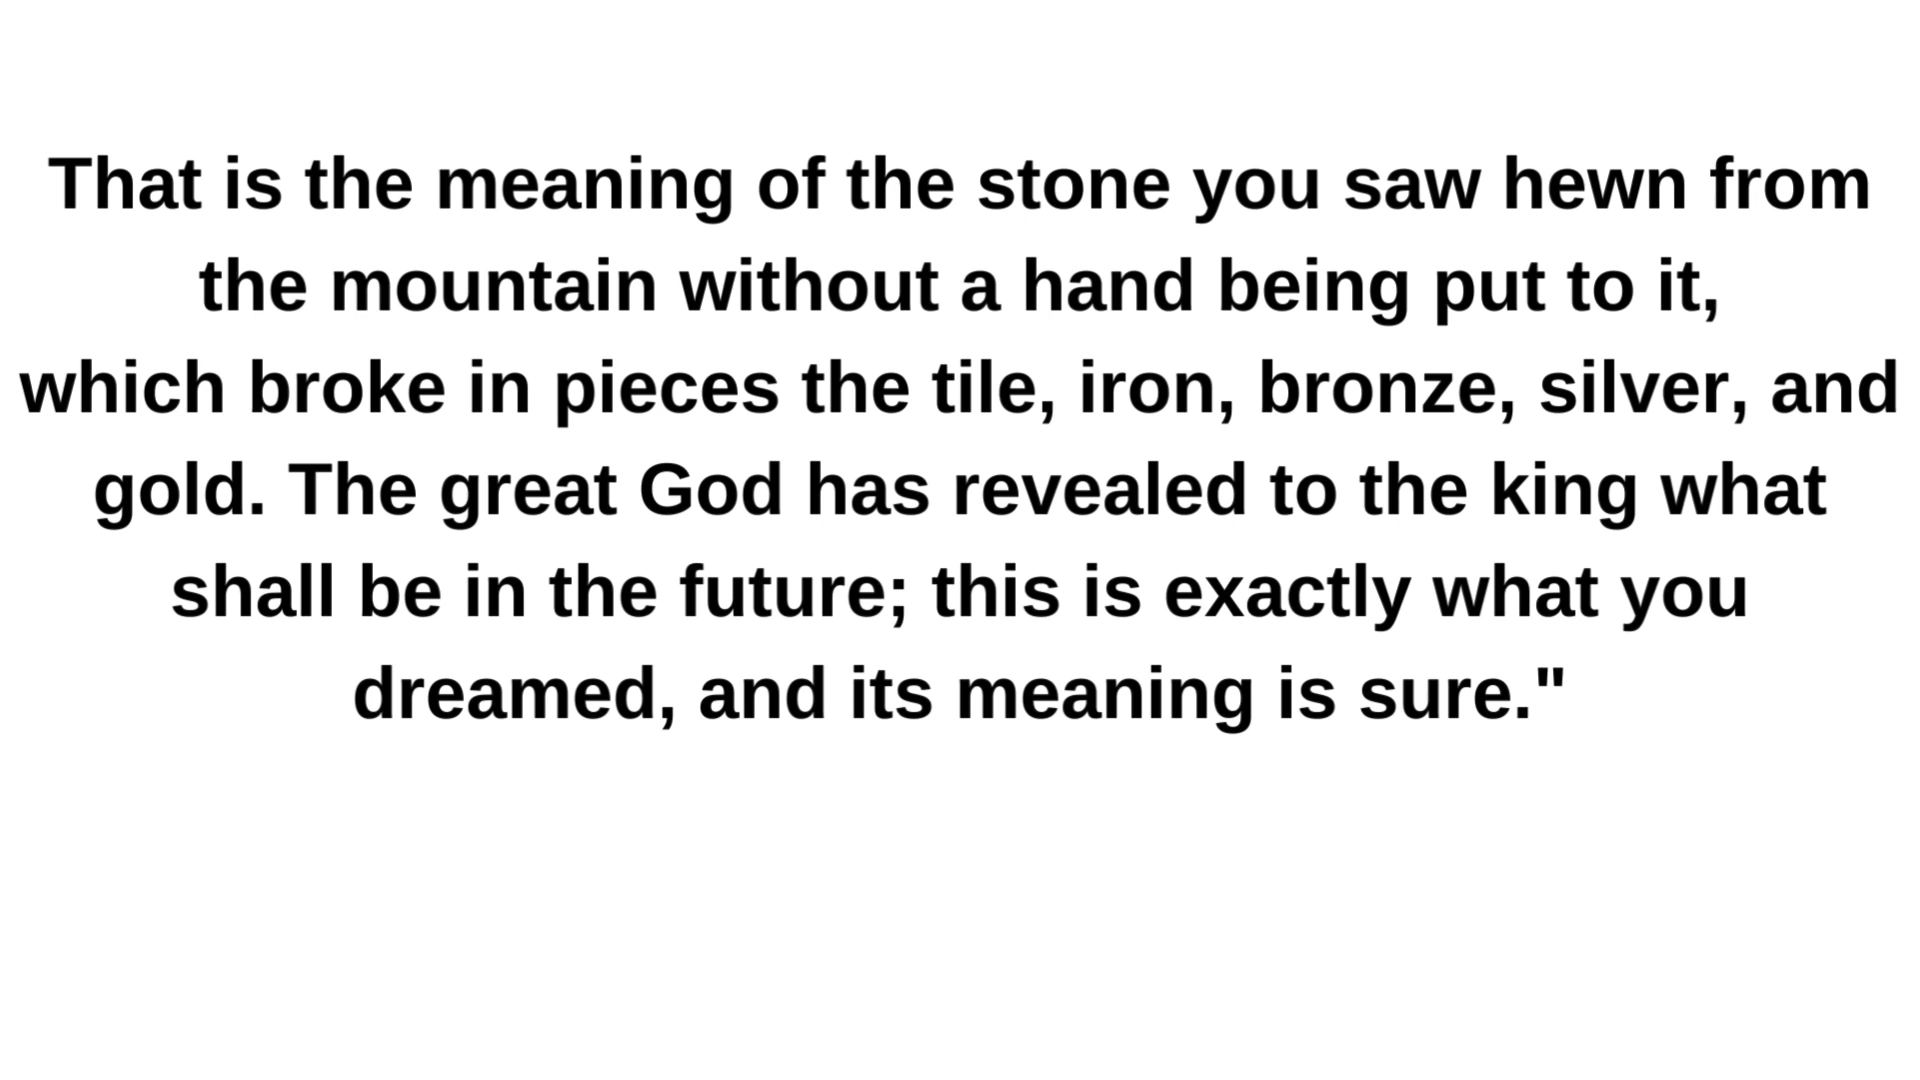 That is the meaning of the stone you saw hewn from
the mountain without a hand being put to it,
which broke in pieces the tile, iron, bronze, silver, and
gold. The great God has revealed to the king what
shall be in the future; this is exactly what you
dreamed, and its meaning is sure."